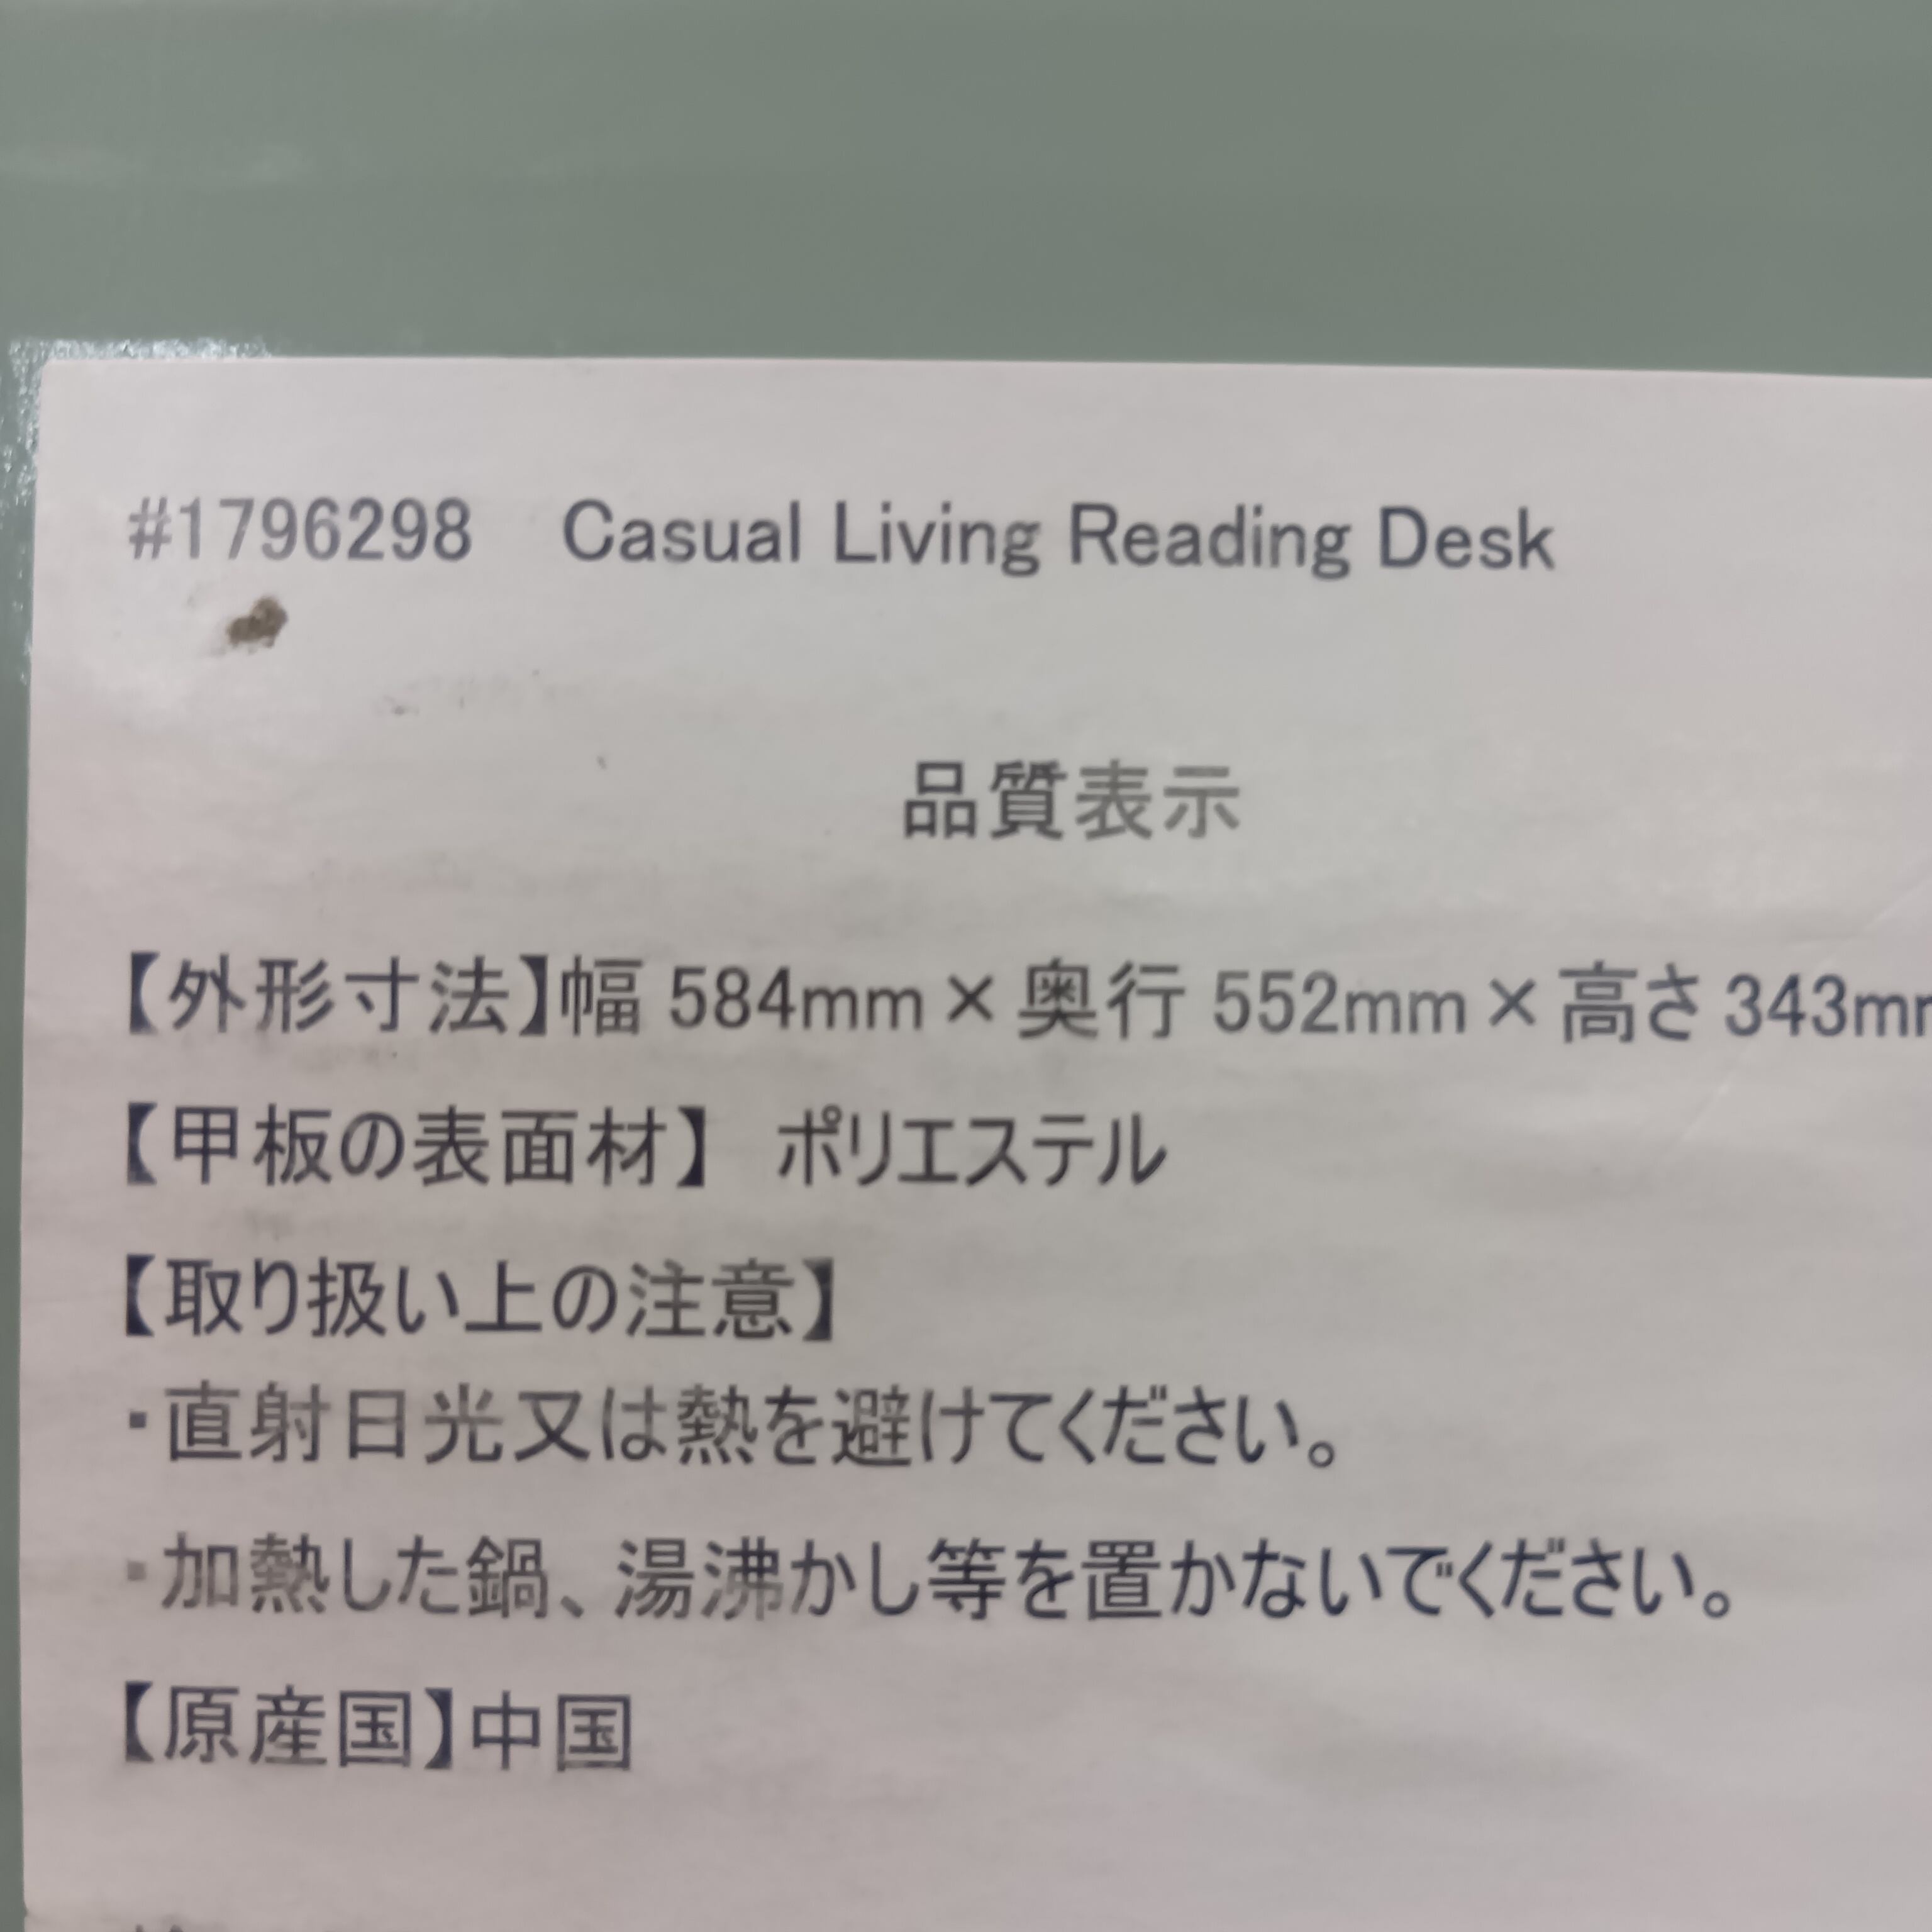 #1796298 Casual Living Reading Desk
品質表示
【外形寸法】幅 584mm×奥行 552mm×高さ 343mm
【甲板の表面材】 ポリエステル
【取り扱い上の注意】
・直射日光又は熱を避けてください。
・加熱した鍋、湯沸かし等を置かないでください。
【原産国】中国